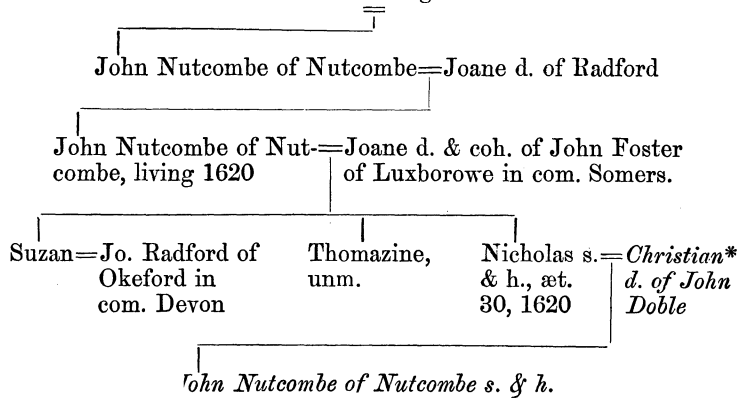 John Nutcombe of Nutcombe=Joane d. of Radford
John Nutcombe of Nut-=Joane d. & coh. of John Foster
combe, living 1620 of Luxborowe in com. Somers.
Suzan=Jo. Radford of Thomazine, Nicholas s.=Christian*
Okeford in unm. & h., æt. d. of John
com. Devon 30, 1620 Doble
John Nutcombe of Nutcombe s. & h.